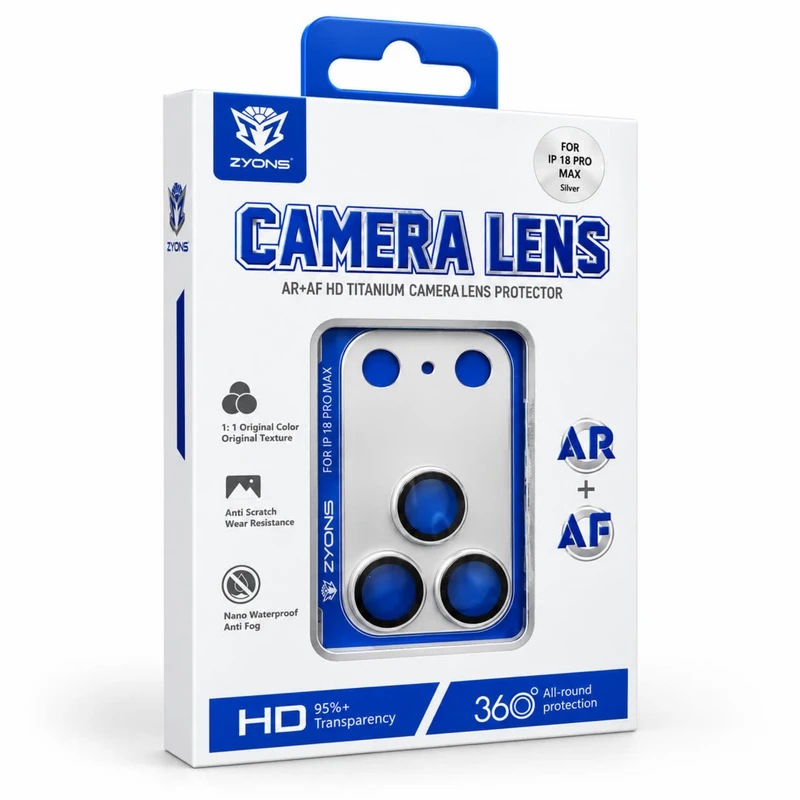 ZYONS
ZYONS
FOR
IP 18 PRO
MAX
Silver
CAMERA LENS
AR+AF HD TITANIUM CAMERA LENS PROTECTOR
1: 1 Original Color
Original Texture
Anti Scratch
Wear Resistance
Nano Waterproof
Anti Fog
ZYONS FOR IP 18 PRO MAX
AR
+
AF
HD 95%+
Transparency
360° All-round
protection